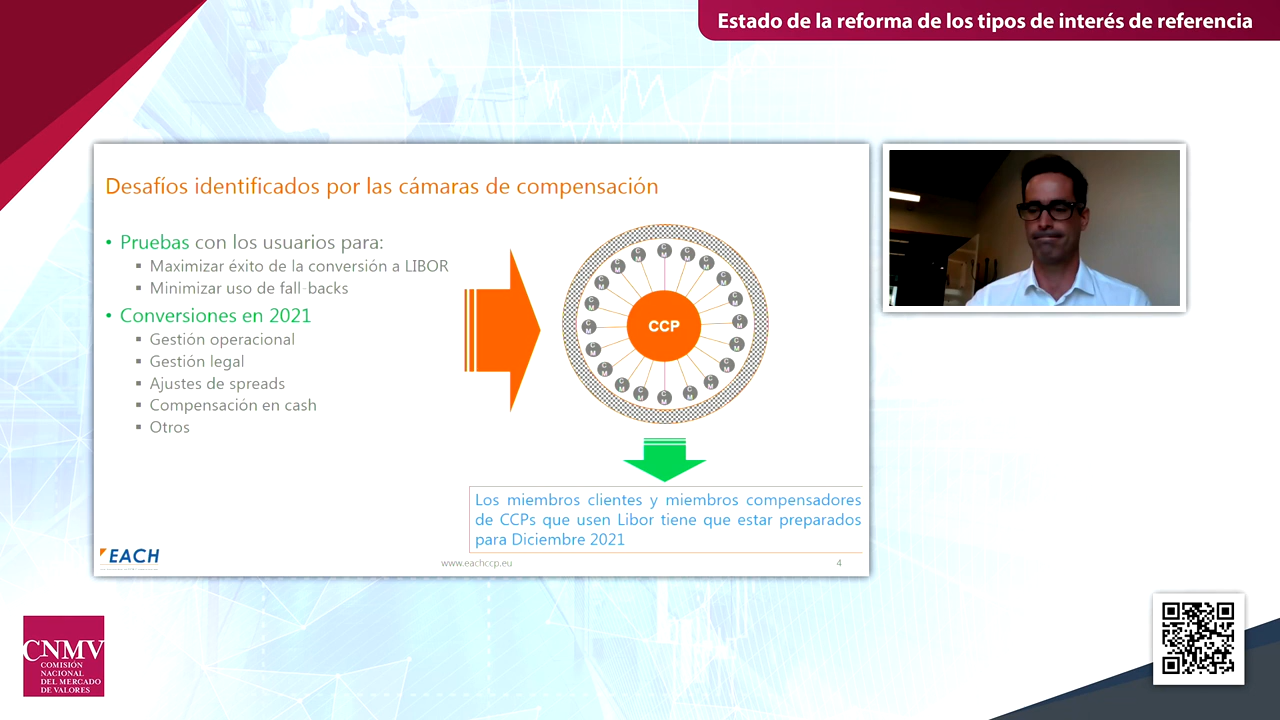 Estado de la reforma de los tipos de interés de referencia
Desafíos identificados por las cámaras de compensación
• Pruebas con los usuarios para:
▪ Maximizar éxito de la conversión a LIBOR
▪ Minimizar uso de fall-backs
• Conversiones en 2021
▪ Gestión operacional
▪ Gestión legal
▪ Ajustes de spreads
▪ Compensación en cash
▪ Otros
CCP
Los miembros clientes y miembros compensadores
de CCPs que usen Libor tiene que estar preparados
para Diciembre 2021
EACH
www.eachccp.eu
4
CNMV
COMISIÓN
NACIONAL
DEL MERCADO
DE VALORES